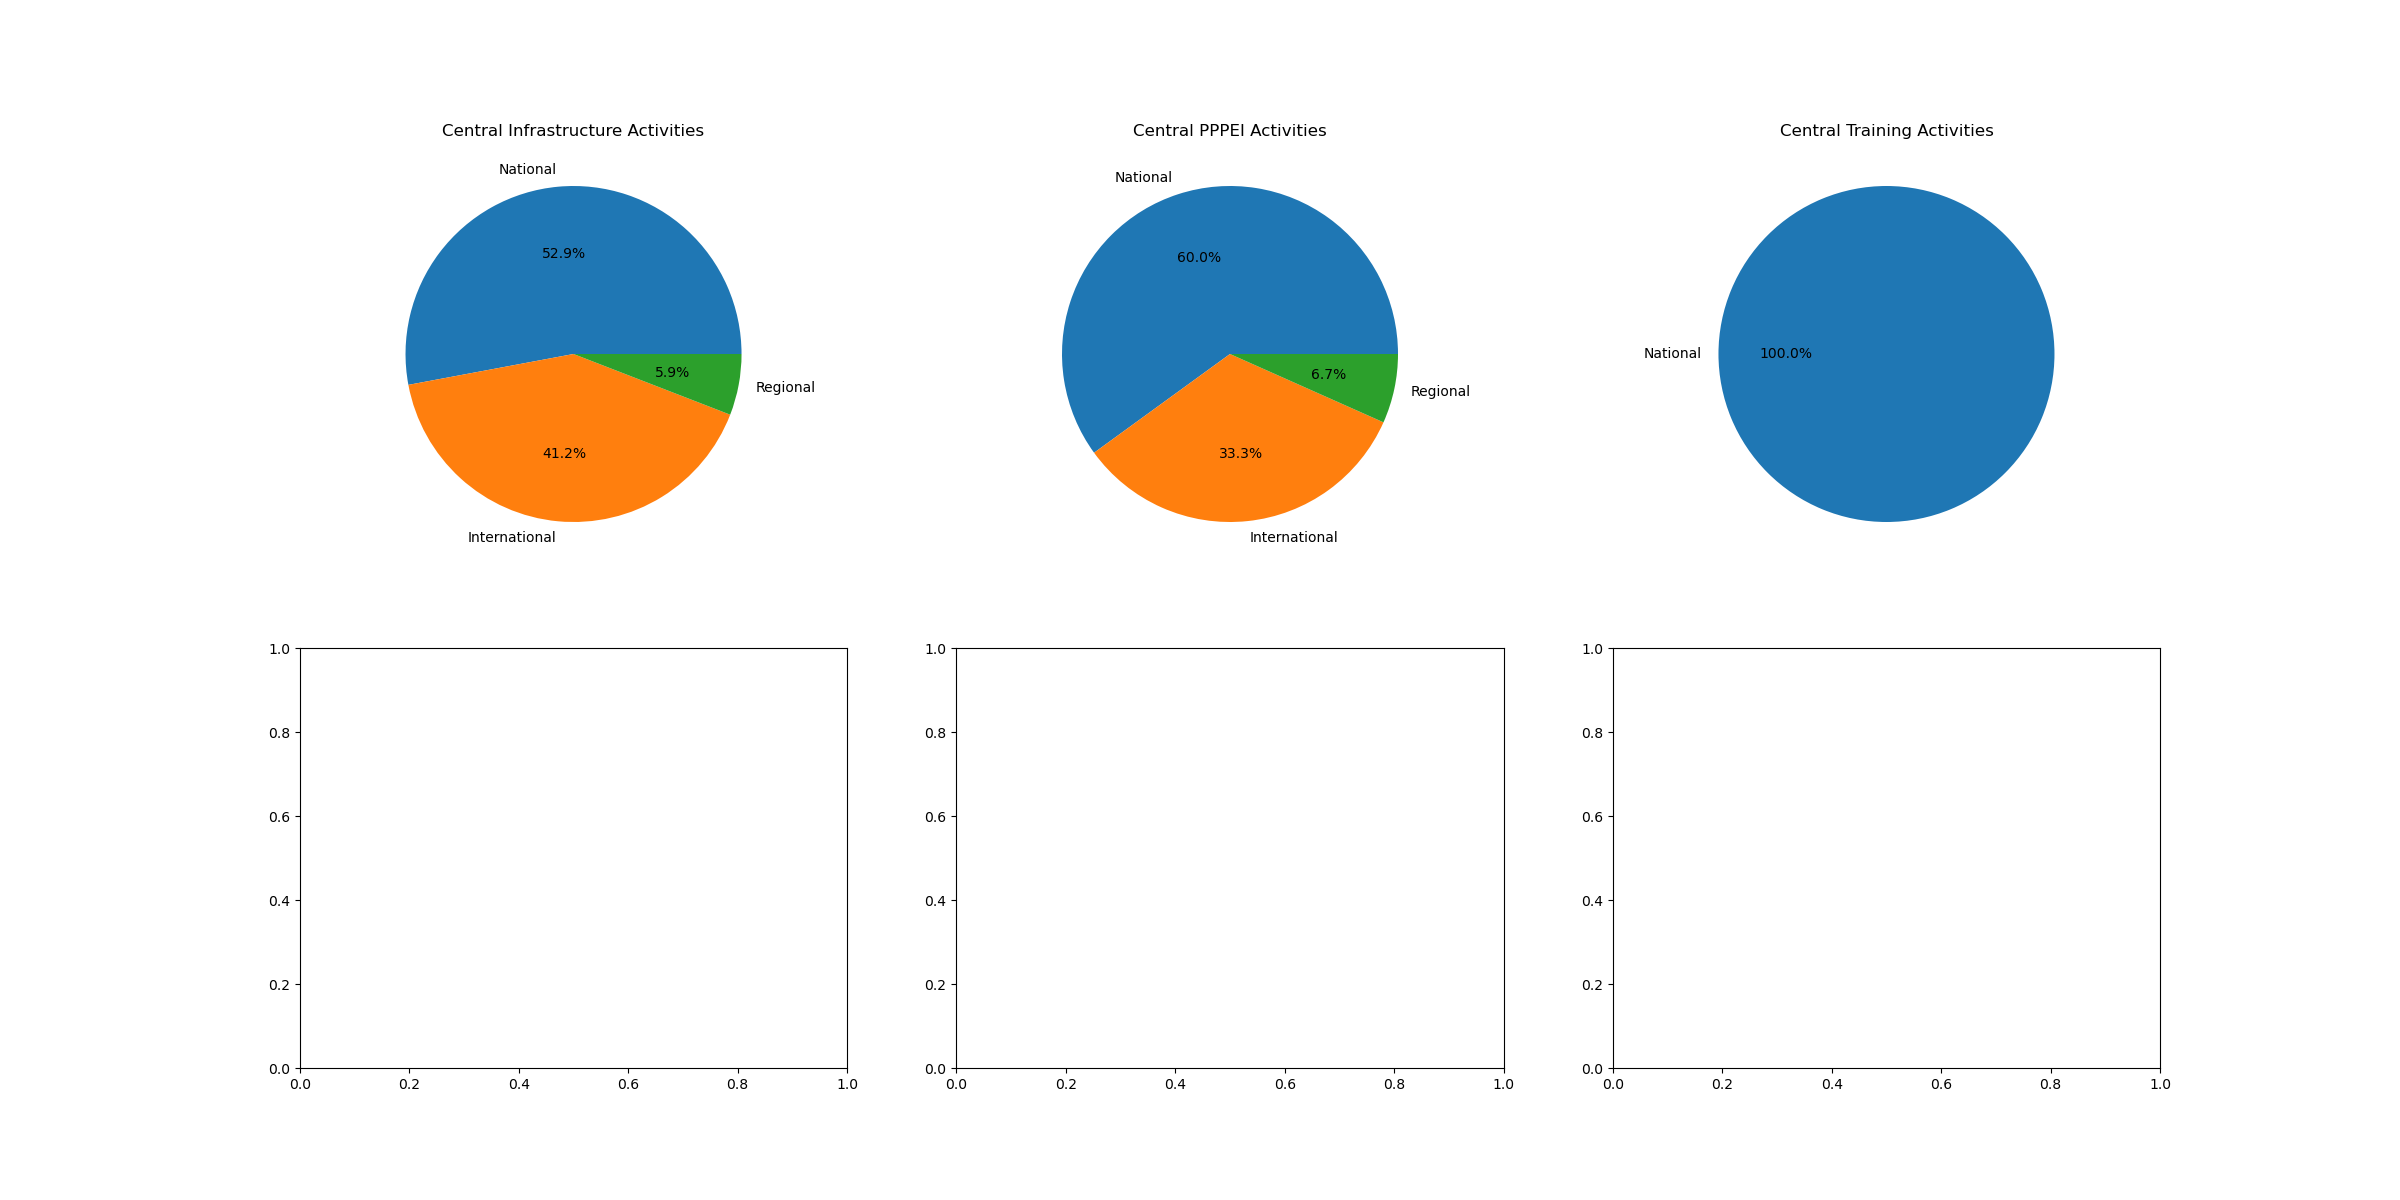 Central Infrastructure Activities
National
52.9%
5.9%
Regional
41.2%
International
Central PPPEI Activities
National
60.0%
6.7%
Regional
33.3%
International
Central Training Activities
National
100.0%
1.0
0.8
0.6
0.4
0.2
0.0
0.0 0.2 0.4 0.6 0.8 1.0
1.0
0.8
0.6
0.4
0.2
0.0
0.0 0.2 0.4 0.6 0.8 1.0
1.0
0.8
0.6
0.4
0.2
0.0
0.0 0.2 0.4 0.6 0.8 1.0